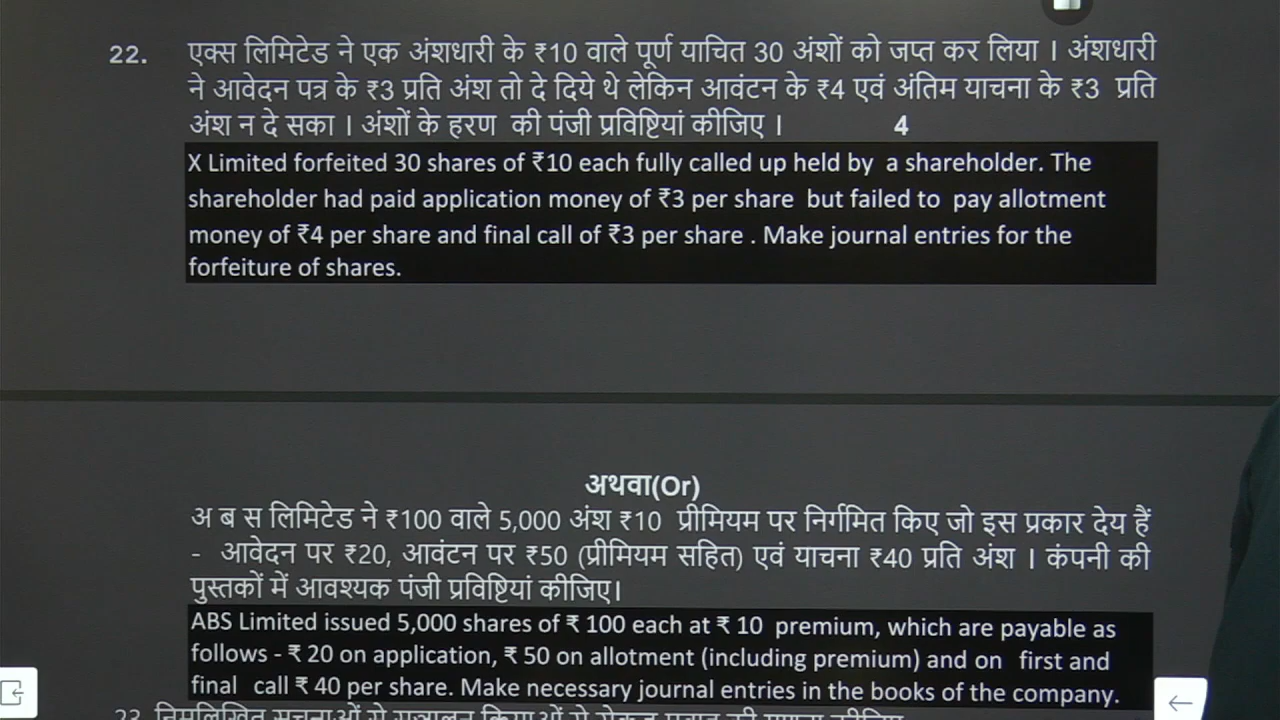 22. एक्स लिमिटेड ने एक अंशधारी के ₹10 वाले पूर्ण याचित 30 अंशों को जप्त कर लिया । अंशधारी
ने आवेदन पत्र के ₹3 प्रति अंश तो दे दिये थे लेकिन आवंटन के ₹4 एवं अंतिम याचना के ₹3 प्रति
अंश न दे सका । अंशों के हरण की पंजी प्रविष्टियां कीजिए । 4
X Limited forfeited 30 shares of ₹10 each fully called up held by a shareholder. The
shareholder had paid application money of ₹3 per share but failed to pay allotment
money of ₹4 per share and final call of ₹3 per share . Make journal entries for the
forfeiture of shares.
अथवा(Or)
अ ब स लिमिटेड ने ₹100 वाले 5,000 अंश ₹10 प्रीमियम पर निर्गमित किए जो इस प्रकार देय हैं
- आवेदन पर ₹20, आवंटन पर ₹50 (प्रीमियम सहित) एवं याचना ₹40 प्रति अंश । कंपनी की
पुस्तकों में आवश्यक पंजी प्रविष्टियां कीजिए।
ABS Limited issued 5,000 shares of ₹ 100 each at ₹ 10 premium, which are payable as
follows - ₹ 20 on application, ₹ 50 on allotment (including premium) and on first and
final call ₹ 40 per share. Make necessary journal entries in the books of the company.
23. निम्नलिखित सूचनाओं से